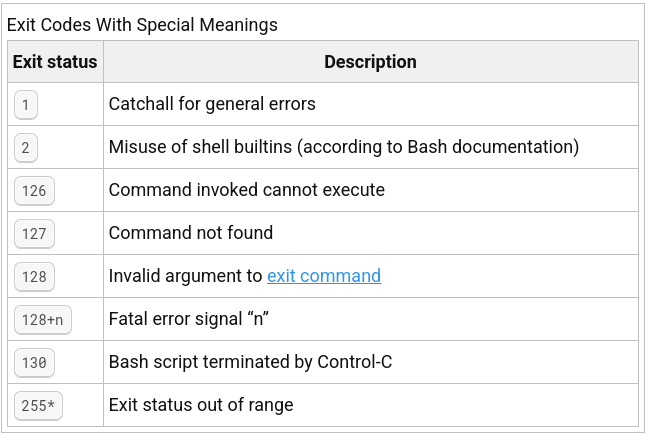 Exit Codes With Special Meanings
Exit status Description
1 Catchall for general errors
2 Misuse of shell builtins (according to Bash documentation)
126 Command invoked cannot execute
127 Command not found
128 Invalid argument to exit command
128+n Fatal error signal “n”
130 Bash script terminated by Control-C
255* Exit status out of range